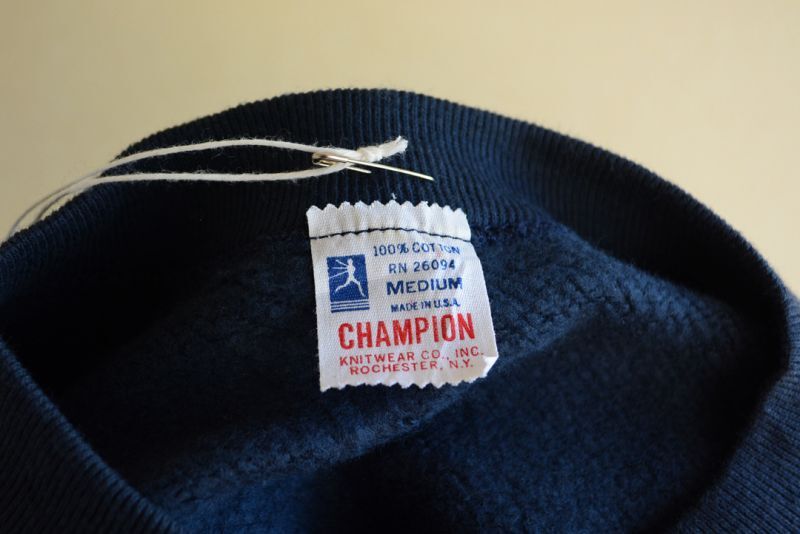 100% COTTON
RN 26094
MEDIUM
MADE IN U.S.A.
CHAMPION
KNITWEAR CO., INC.
ROCHESTER, N.Y.